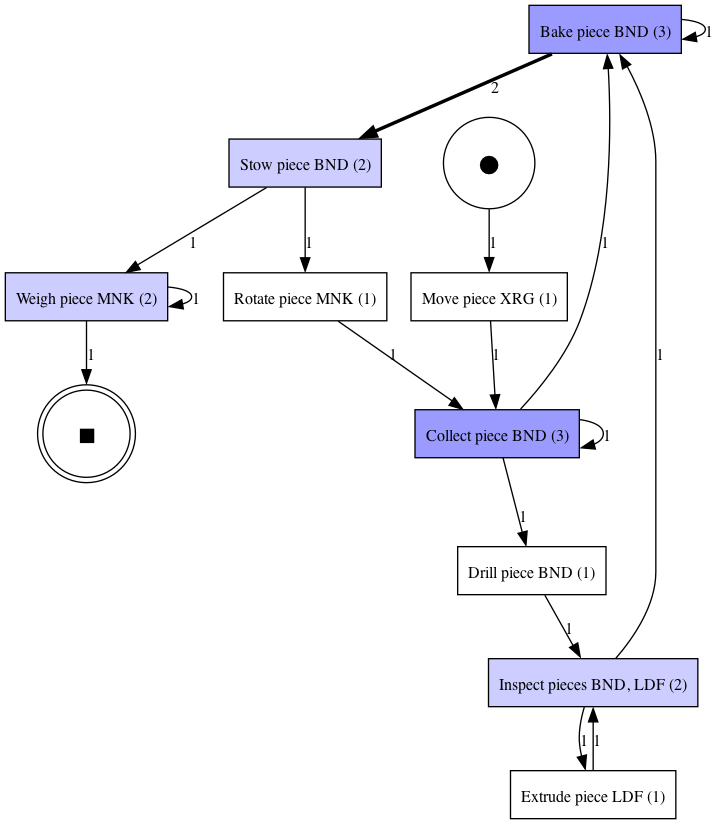 Bake piece BND (3)
1
2
Stow piece BND (2)
1
1
1
Weigh piece MNK (2)
1
Rotate piece MNK (1)
Move piece XRG (1)
1
1
1
1
1
Collect piece BND (3)
1
1
Drill piece BND (1)
1
Inspect pieces BND, LDF (2)
1
1
Extrude piece LDF (1)